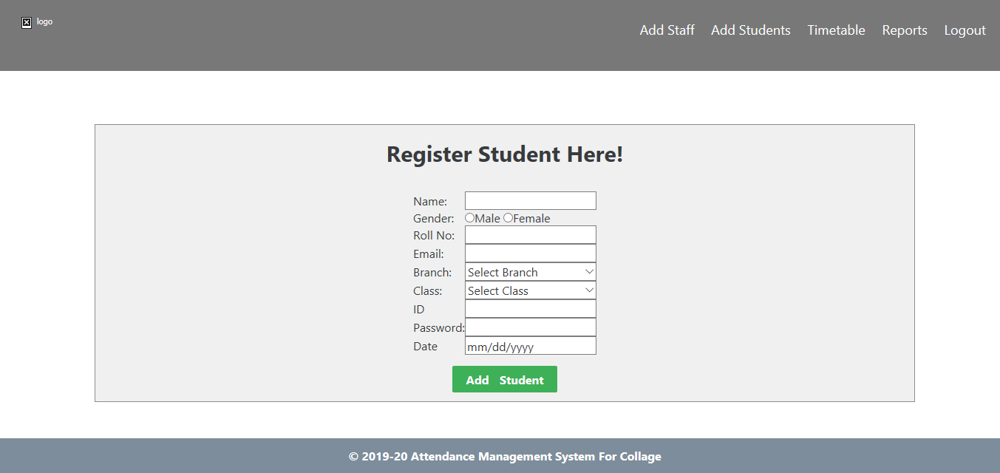 logo
Add Staff Add Students Timetable Reports Logout
Register Student Here!
Name:
Gender: Male Female
Roll No:
Email:
Branch: Select Branch
Class: Select Class
ID
Password:
Date mm/dd/yyyy
Add Student
© 2019-20 Attendance Management System For Collage